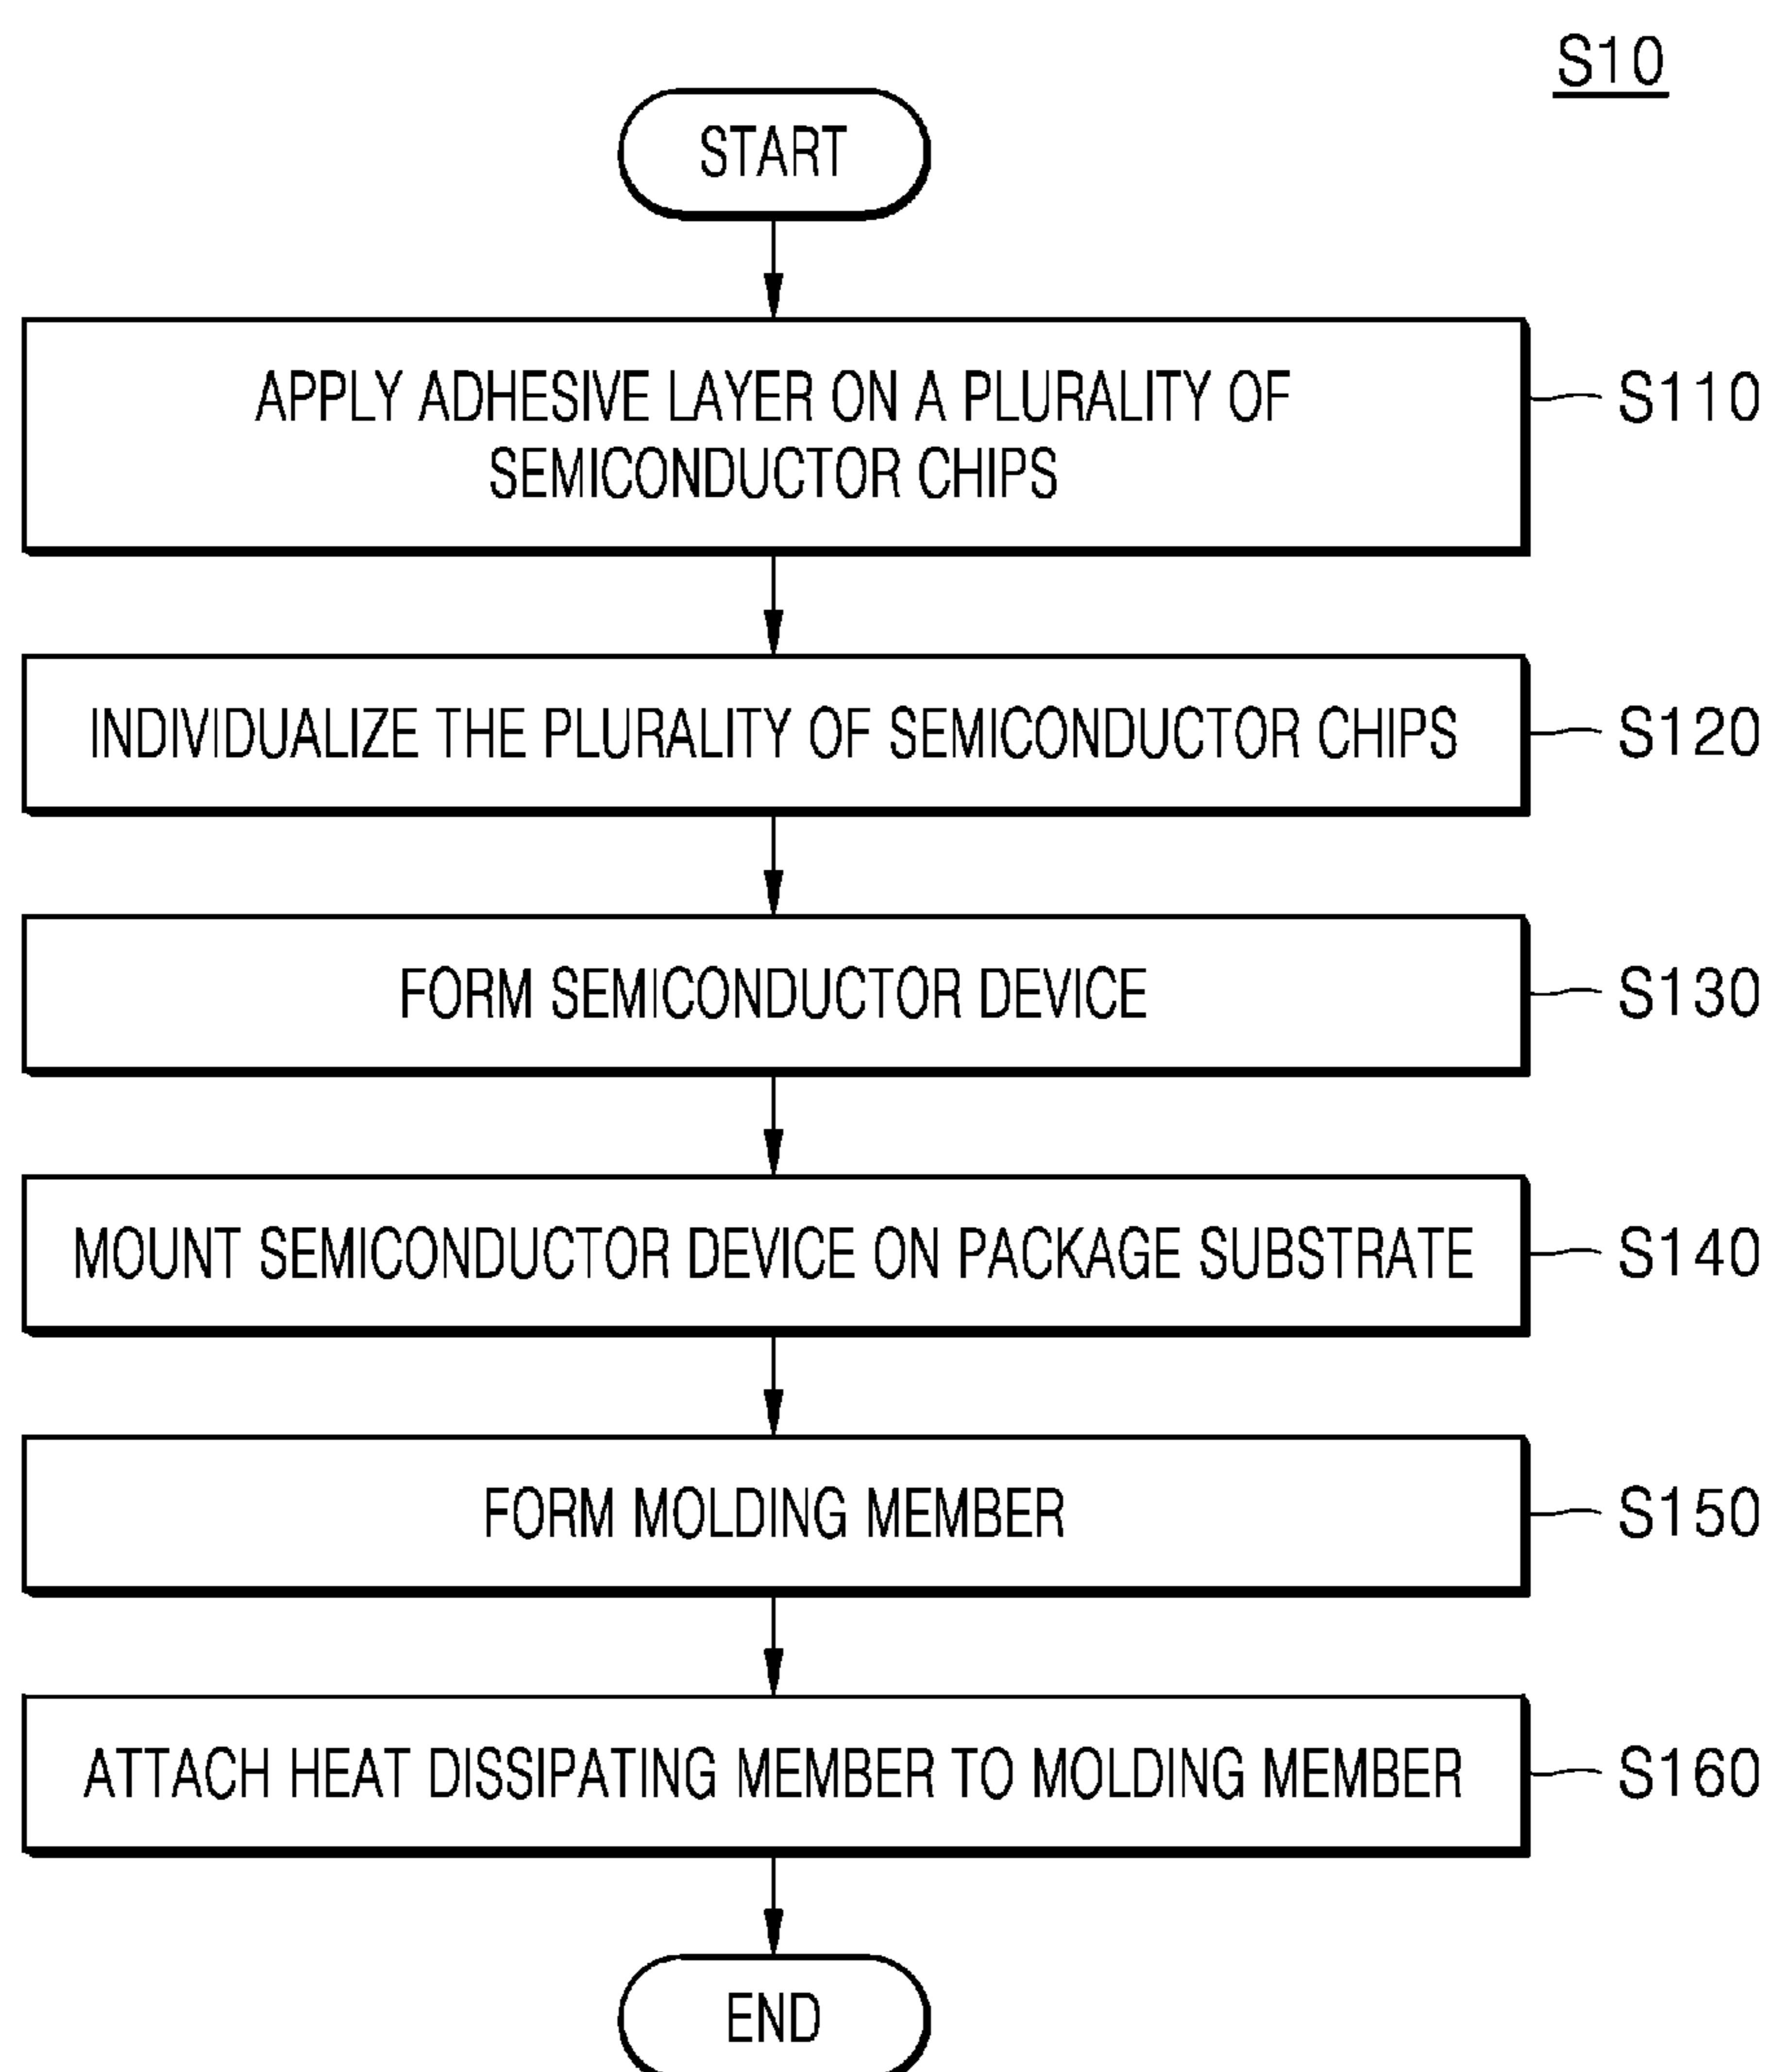 S10
START
APPLY ADHESIVE LAYER ON A PLURALITY OF
SEMICONDUCTOR CHIPS
S110
INDIVIDUALIZE THE PLURALITY OF SEMICONDUCTOR CHIPS
S120
FORM SEMICONDUCTOR DEVICE
S130
MOUNT SEMICONDUCTOR DEVICE ON PACKAGE SUBSTRATE
S140
FORM MOLDING MEMBER
S150
ATTACH HEAT DISSIPATING MEMBER TO MOLDING MEMBER
S160
END